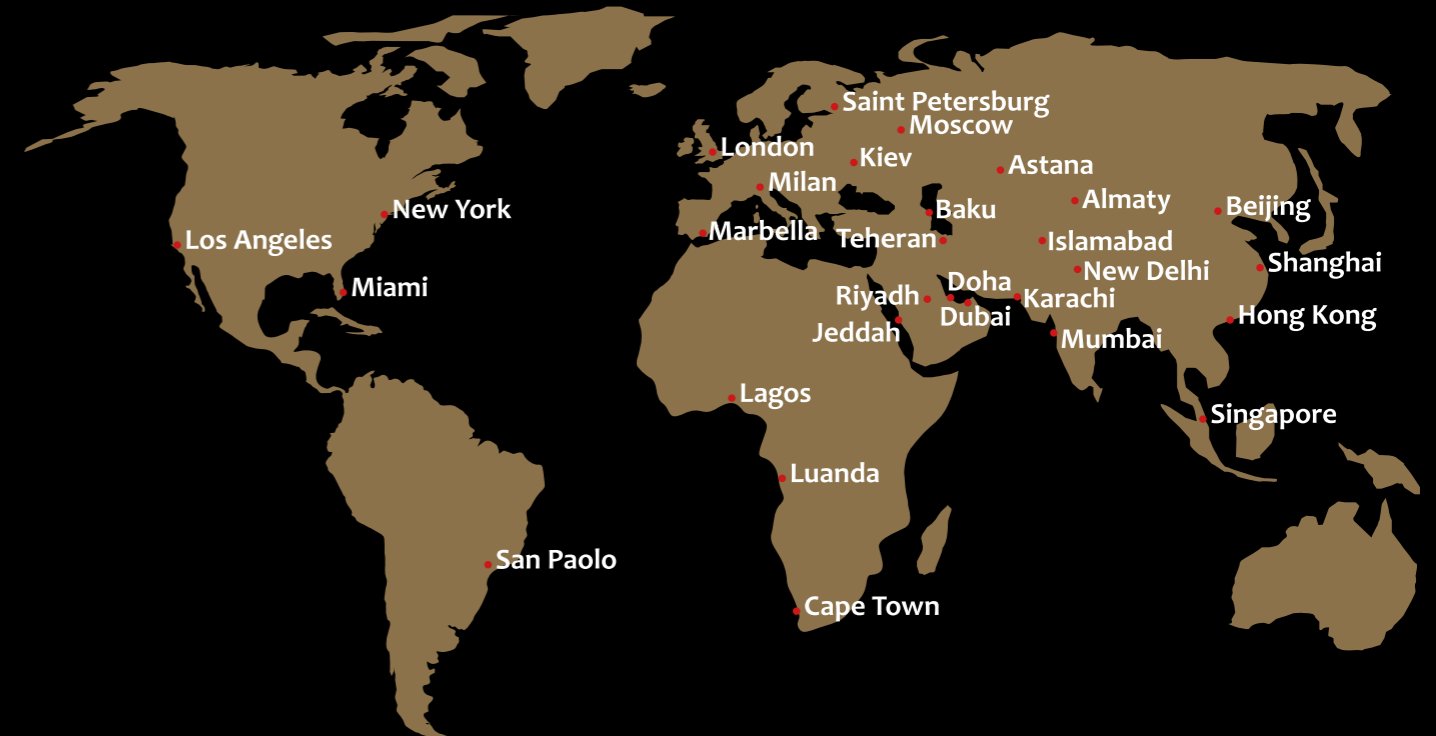 Saint Petersburg
Moscow
London
Kiev
Astana
Milan
Almaty
New York
Baku
Beijing
Los Angeles
Marbella
Teheran
Islamabad
Shanghai
New Delhi
Miami
Doha
Riyadh
Karachi
Dubai
Hong Kong
Jeddah
Mumbai
Lagos
Singapore
Luanda
San Paolo
Cape Town